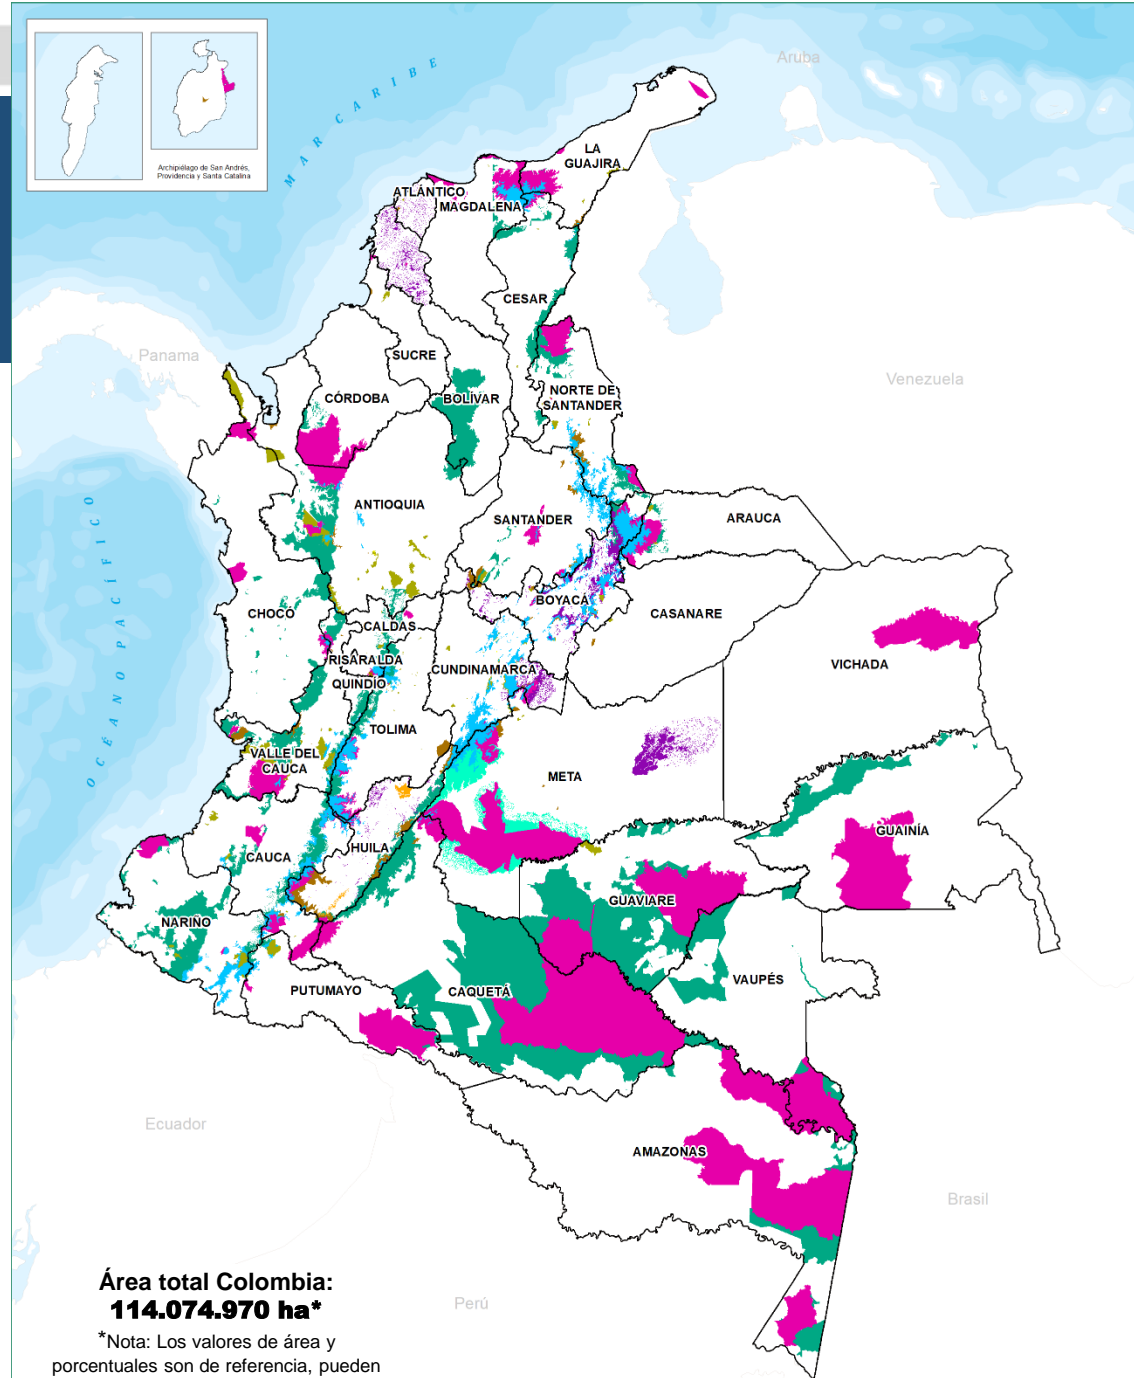 Archipiélago de San Andrés,
Providencia y Santa Catalina
MAR CARIBE
Aruba
LA
GUAJIRA
ATLÁNTICO
MAGDALENA
CESAR
Panama
SUCRE
Venezuela
CÓRDOBA
BOLÍVAR
NORTE DE
SANTANDER
ANTIOQUIA
SANTANDER
ARAUCA
OCÉANO PACÍFICO
CHOCÓ
BOYACÁ
CASANARE
CALDAS
RISARALDA
CUNDINAMARCA
VICHADA
QUINDÍO
TOLIMA
VALLE DEL
CAUCA
META
GUAINÍA
HUILA
CAUCA
GUAVIARE
NARIÑO
VAUPÉS
PUTUMAYO
CAQUETÁ
Ecuador
AMAZONAS
Brasil
Perú
Área total Colombia:
114.074.970 ha*
*Nota: Los valores de área y
porcentuales son de referencia, pueden